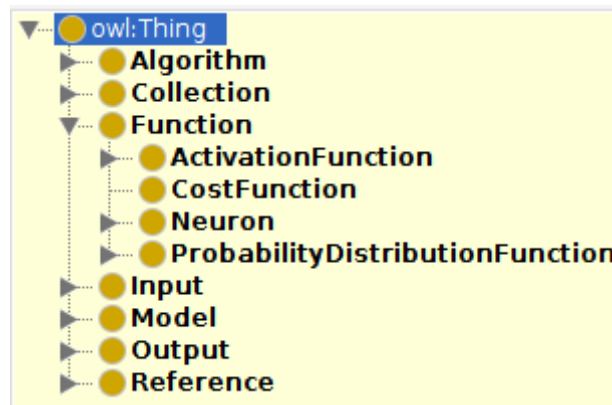 owl:Thing
Algorithm
Collection
Function
ActivationFunction
CostFunction
Neuron
ProbabilityDistributionFunction
Input
Model
Output
Reference